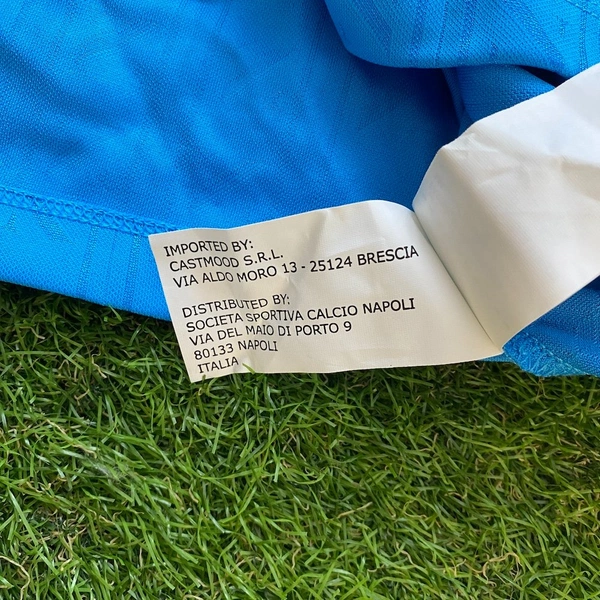 IMPORTED BY:
CASTMOOD S.R.L.
VIA ALDO MORO 13 - 25124 BRESCIA
DISTRIBUTED BY:
SOCIETA SPORTIVA CALCIO NAPOLI
VIA DEL MAIO DI PORTO 9
80133 NAPOLI
ITALIA